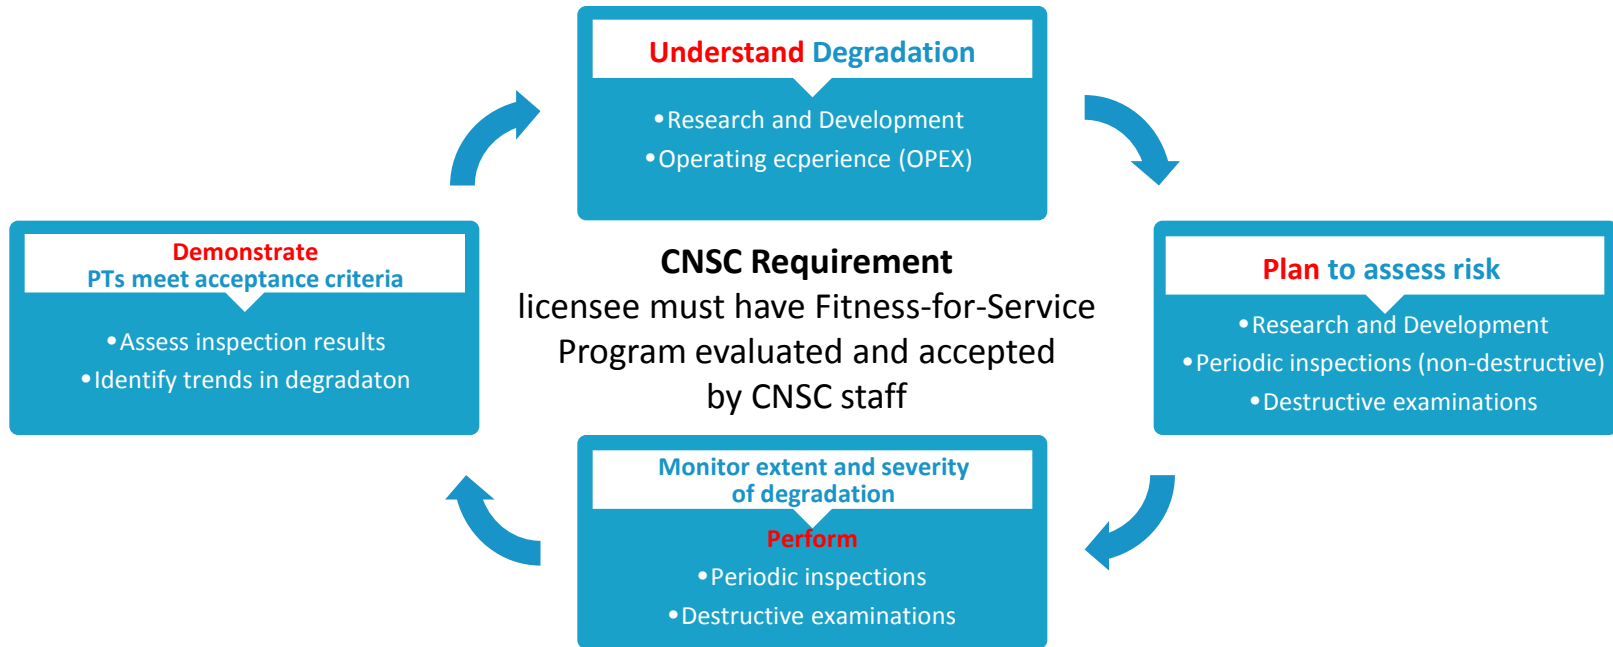 Understand Degradation
•Research and Development
•Operating ecperience (OPEX)
Demonstrate
PTs meet acceptance criteria
•Assess inspection results
•Identify trends in degradaton
CNSC Requirement
licensee must have Fitness-for-Service
Program evaluated and accepted
by CNSC staff
Plan to assess risk
•Research and Development
•Periodic inspections (non-destructive)
•Destructive examinations
Monitor extent and severity
of degradation
Perform
•Periodic inspections
•Destructive examinations